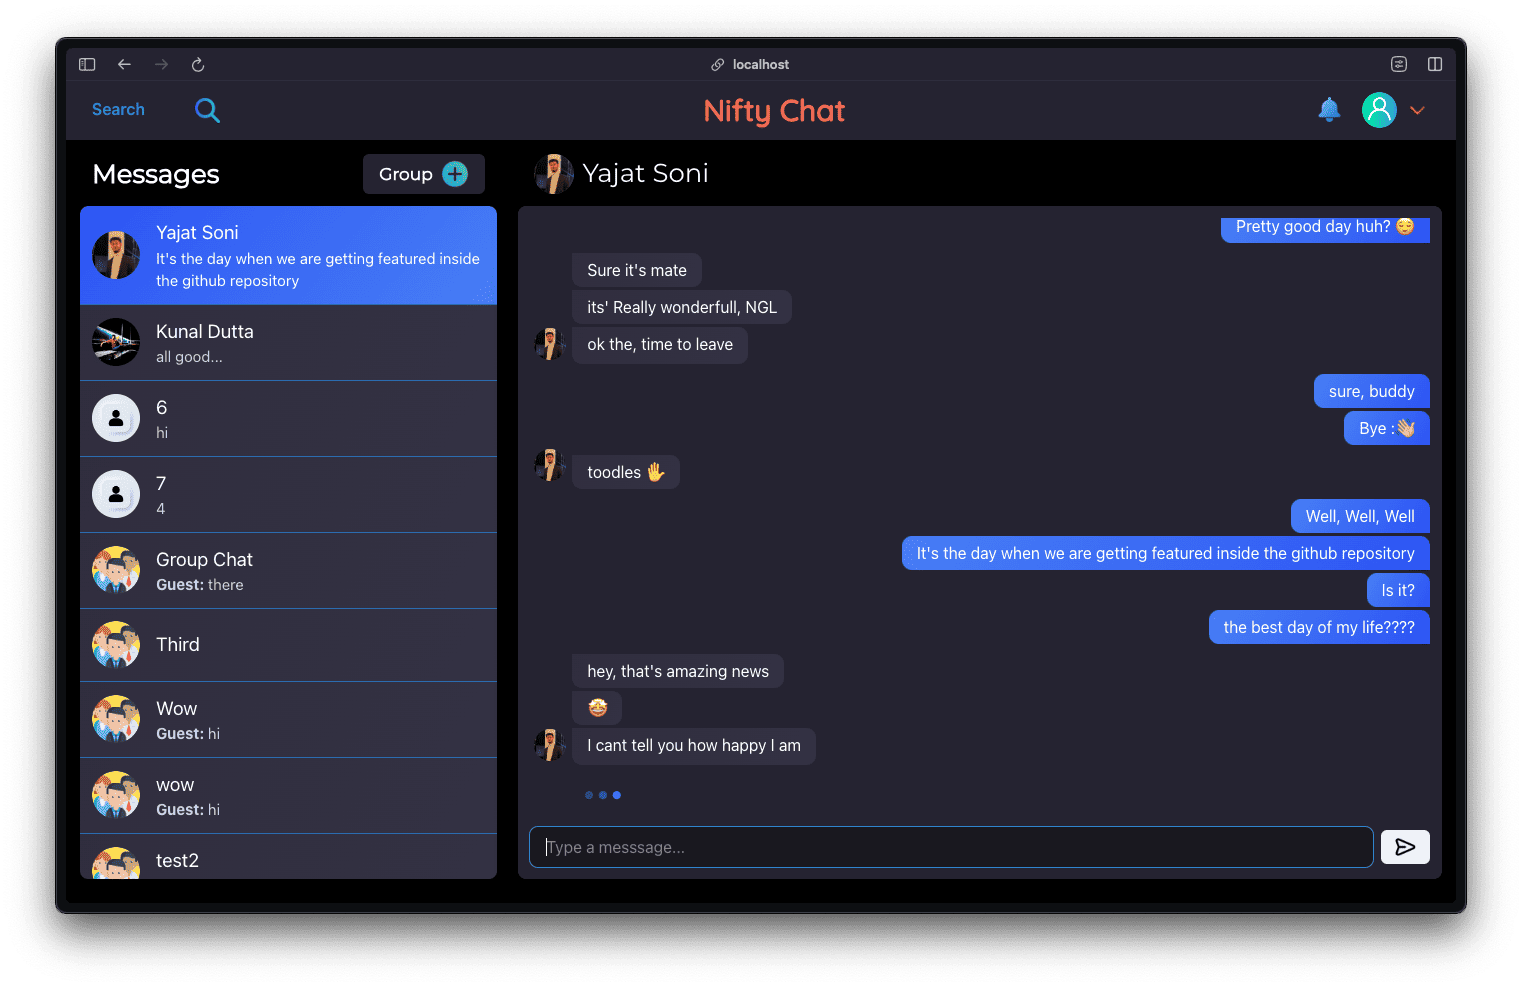 localhost
Search
Nifty Chat
Messages
Group
Yajat Soni
It's the day when we are getting featured inside
the github repository
Kunal Dutta
all good...
6
hi
7
4
Group Chat
Guest: there
Third
Wow
Guest: hi
wow
Guest: hi
test2
Yajat Soni
Pretty good day huh? 😌
Sure it's mate
its' Really wonderfull, NGL
ok the, time to leave
sure, buddy
Bye :👋🏻
toodles 🖐️
Well, Well, Well
It's the day when we are getting featured inside the github repository
Is it?
the best day of my life????
hey, that's amazing news
🤩
I cant tell you how happy I am
Type a messsage...